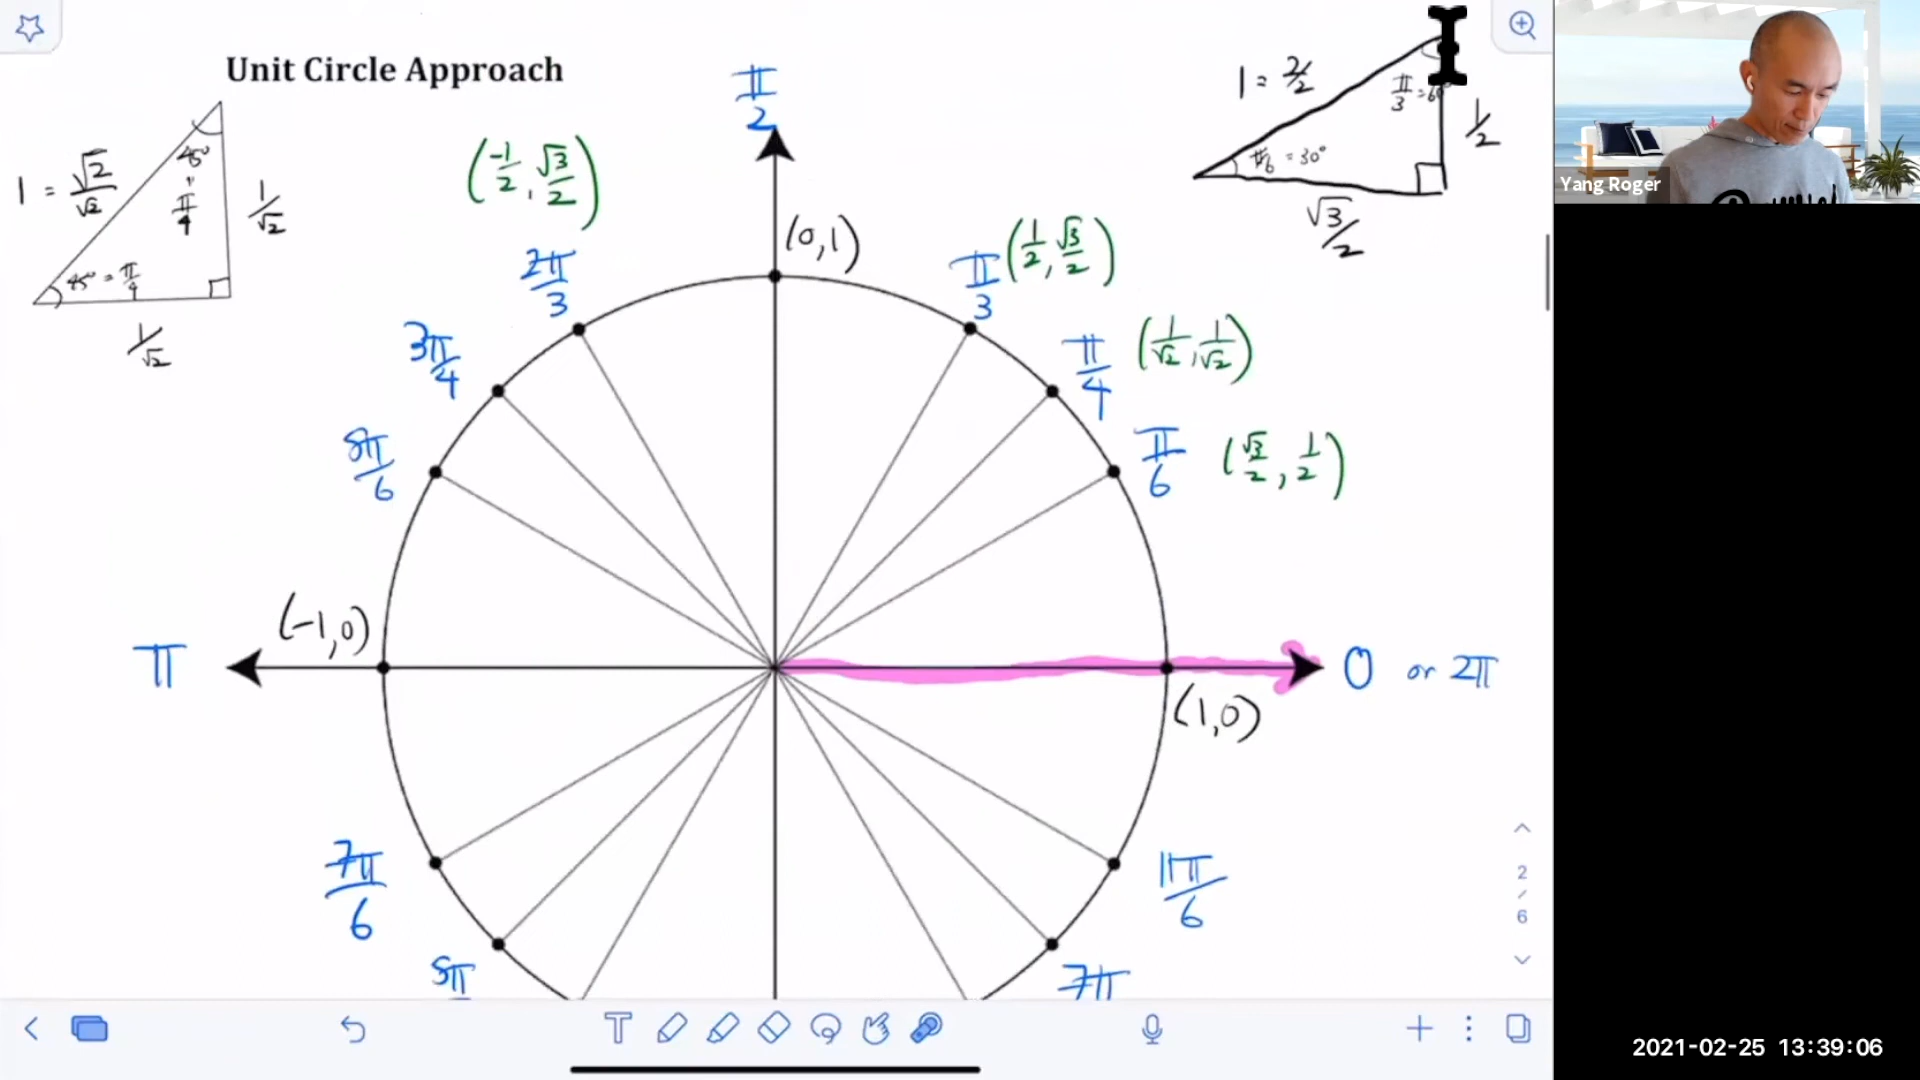 Unit Circle Approach
π/2
1 = 2/2
π/3 = 60
1/2
π/6 = 30°
√3/2
Yang Roger
1 = √2/√2
45° = π/4
1/√2
45° = π/4
1/√2
(-1/2, √3/2)
(0,1)
2π/3
π/3 (1/2, √3/2)
3π/4
π/4 (1/√2, 1/√2)
5π/6
π/6 (√3/2, 1/2)
(-1,0)
π
0 or 2π
(1,0)
7π/6
11π/6
5π
7π
2/6
2021-02-25 13:39:06